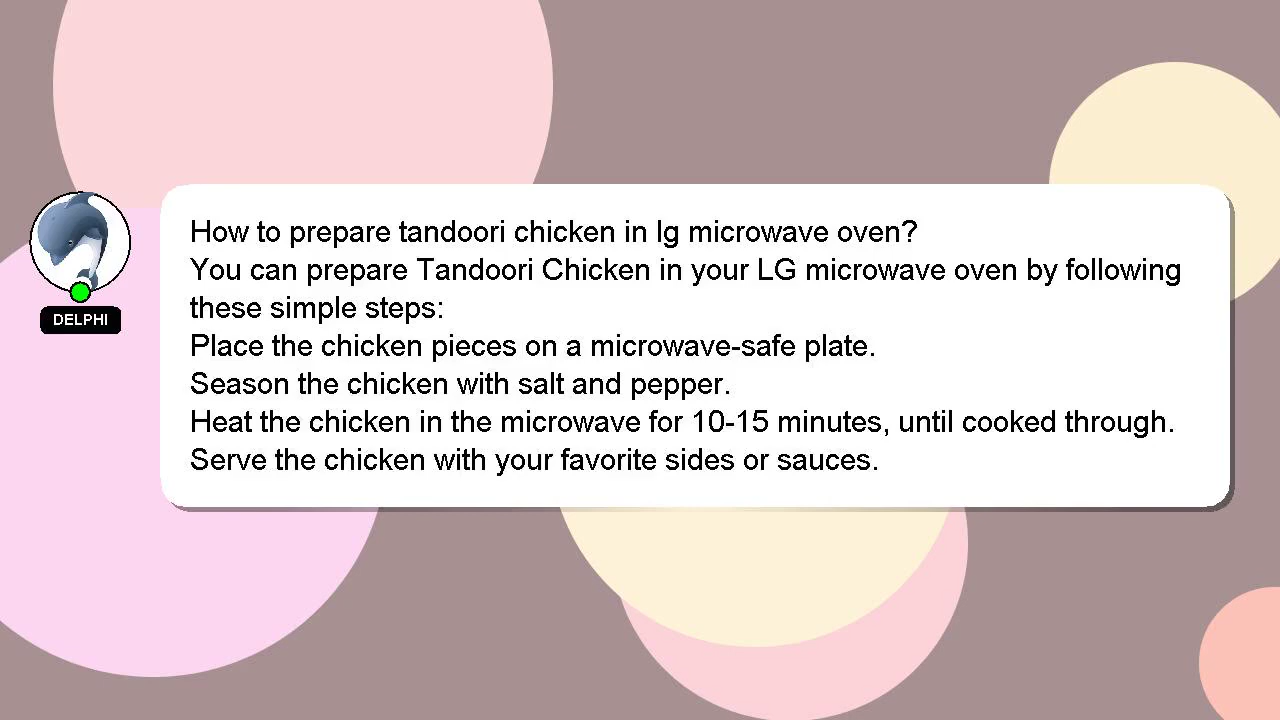 How to prepare tandoori chicken in lg microwave oven?
You can prepare Tandoori Chicken in your LG microwave oven by following
these simple steps:
Place the chicken pieces on a microwave-safe plate.
Season the chicken with salt and pepper.
Heat the chicken in the microwave for 10-15 minutes, until cooked through.
Serve the chicken with your favorite sides or sauces.
DELPHI